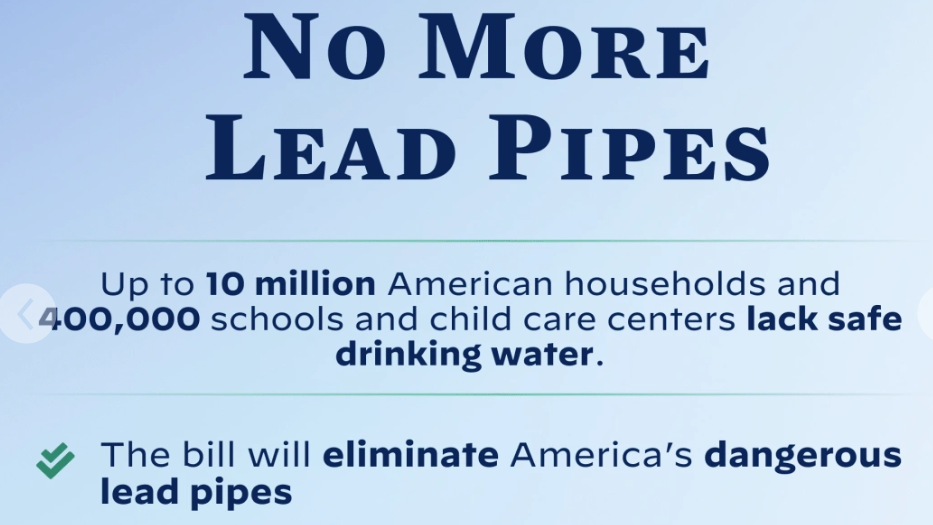 No More
Lead Pipes
Up to 10 million American households and
400,000 schools and child care centers lack safe
drinking water.
The bill will eliminate America's dangerous
lead pipes